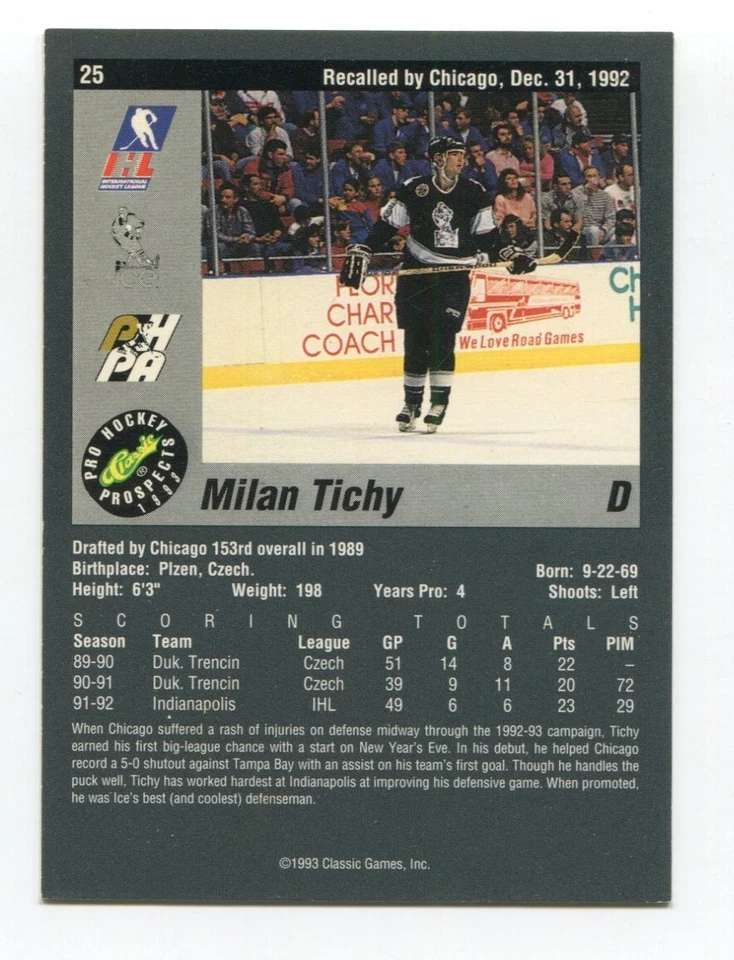 25 Recalled by Chicago, Dec. 31, 1992
IHL
INTERNATIONAL
HOCKEY LEAGUE
ICE
PHPA
PRO HOCKEY
Classic ®
PROSPECTS
1993
FLOR
CHAR
COACH
We Love Road Games
CH
H
Milan Tichy D
Drafted by Chicago 153rd overall in 1989
Birthplace: Plzen, Czech. Born: 9-22-69
Height: 6'3" Weight: 198 Years Pro: 4 Shoots: Left
SCORING TOTALS
Season Team League GP G A Pts PIM
89-90 Duk. Trencin Czech 51 14 8 22 –
90-91 Duk. Trencin Czech 39 9 11 20 72
91-92 Indianapolis IHL 49 6 6 23 29
When Chicago suffered a rash of injuries on defense midway through the 1992-93 campaign, Tichy
earned his first big-league chance with a start on New Year's Eve. In his debut, he helped Chicago
record a 5-0 shutout against Tampa Bay with an assist on his team's first goal. Though he handles the
puck well, Tichy has worked hardest at Indianapolis at improving his defensive game. When promoted,
he was Ice's best (and coolest) defenseman.
©1993 Classic Games, Inc.